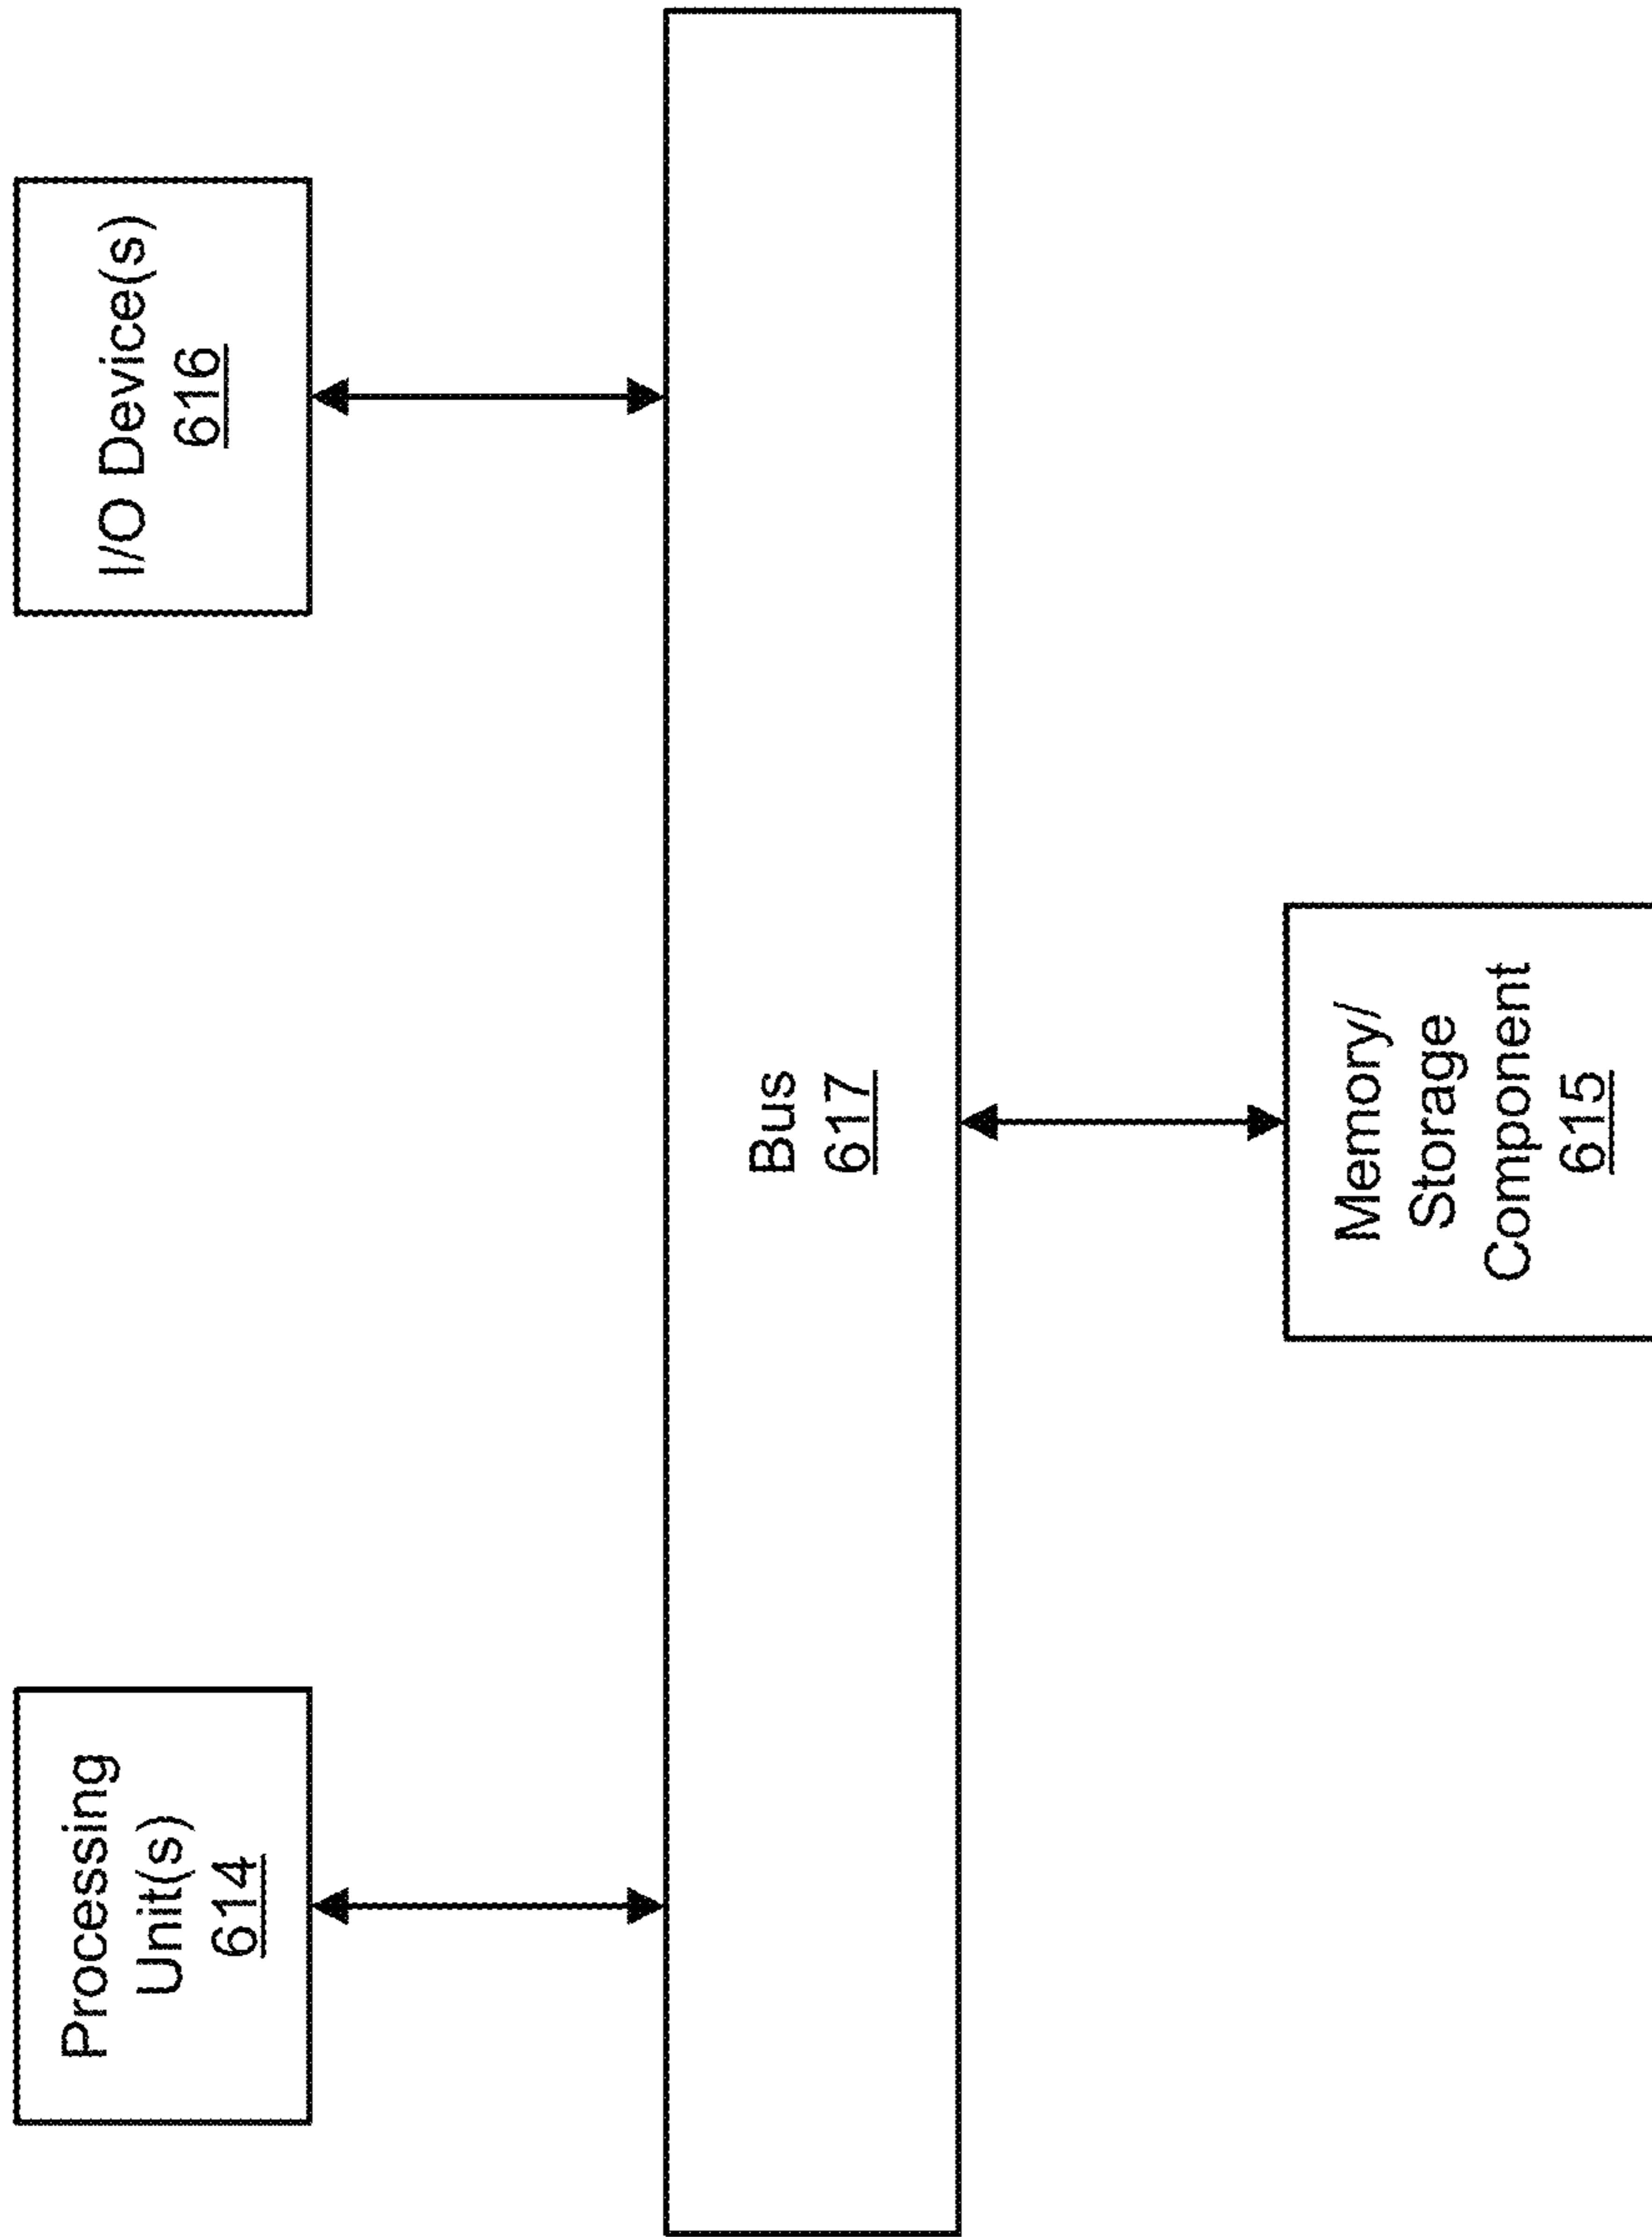 Processing
Unit(s)
614
I/O Device(s)
616
Bus
617
Memory/
Storage
Component
615